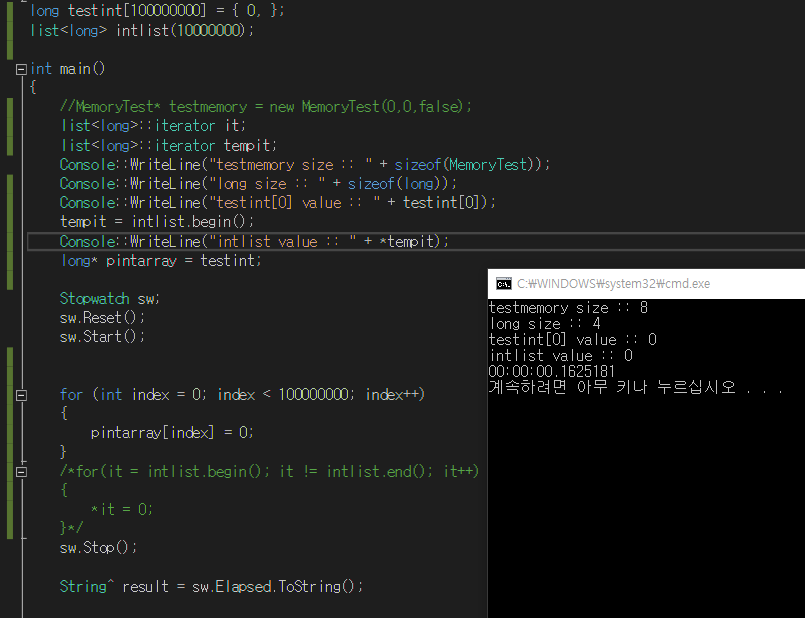 long testint[100000000] = { 0, };
list<long> intlist(10000000);
int main()
{
//MemoryTest* testmemory = new MemoryTest(0,0,false);
list<long>::iterator it;
list<long>::iterator tempit;
Console::WriteLine("testmemory size :: " + sizeof(MemoryTest));
Console::WriteLine("long size :: " + sizeof(long));
Console::WriteLine("testint[0] value :: " + testint[0]);
tempit = intlist.begin();
Console::WriteLine("intlist value :: " + *tempit);
long* pintarray = testint;
Stopwatch sw;
sw.Reset();
sw.Start();
for (int index = 0; index < 100000000; index++)
{
pintarray[index] = 0;
}
/*for(it = intlist.begin(); it != intlist.end(); it++)
{
*it = 0;
}*/
sw.Stop();
String^ result = sw.Elapsed.ToString();
C:\WINDOWS\system32\cmd.exe
testmemory size :: 8
long size :: 4
testint[0] value :: 0
intlist value :: 0
00:00:00.1625181
계속하려면 아무 키나 누르십시오 . . .